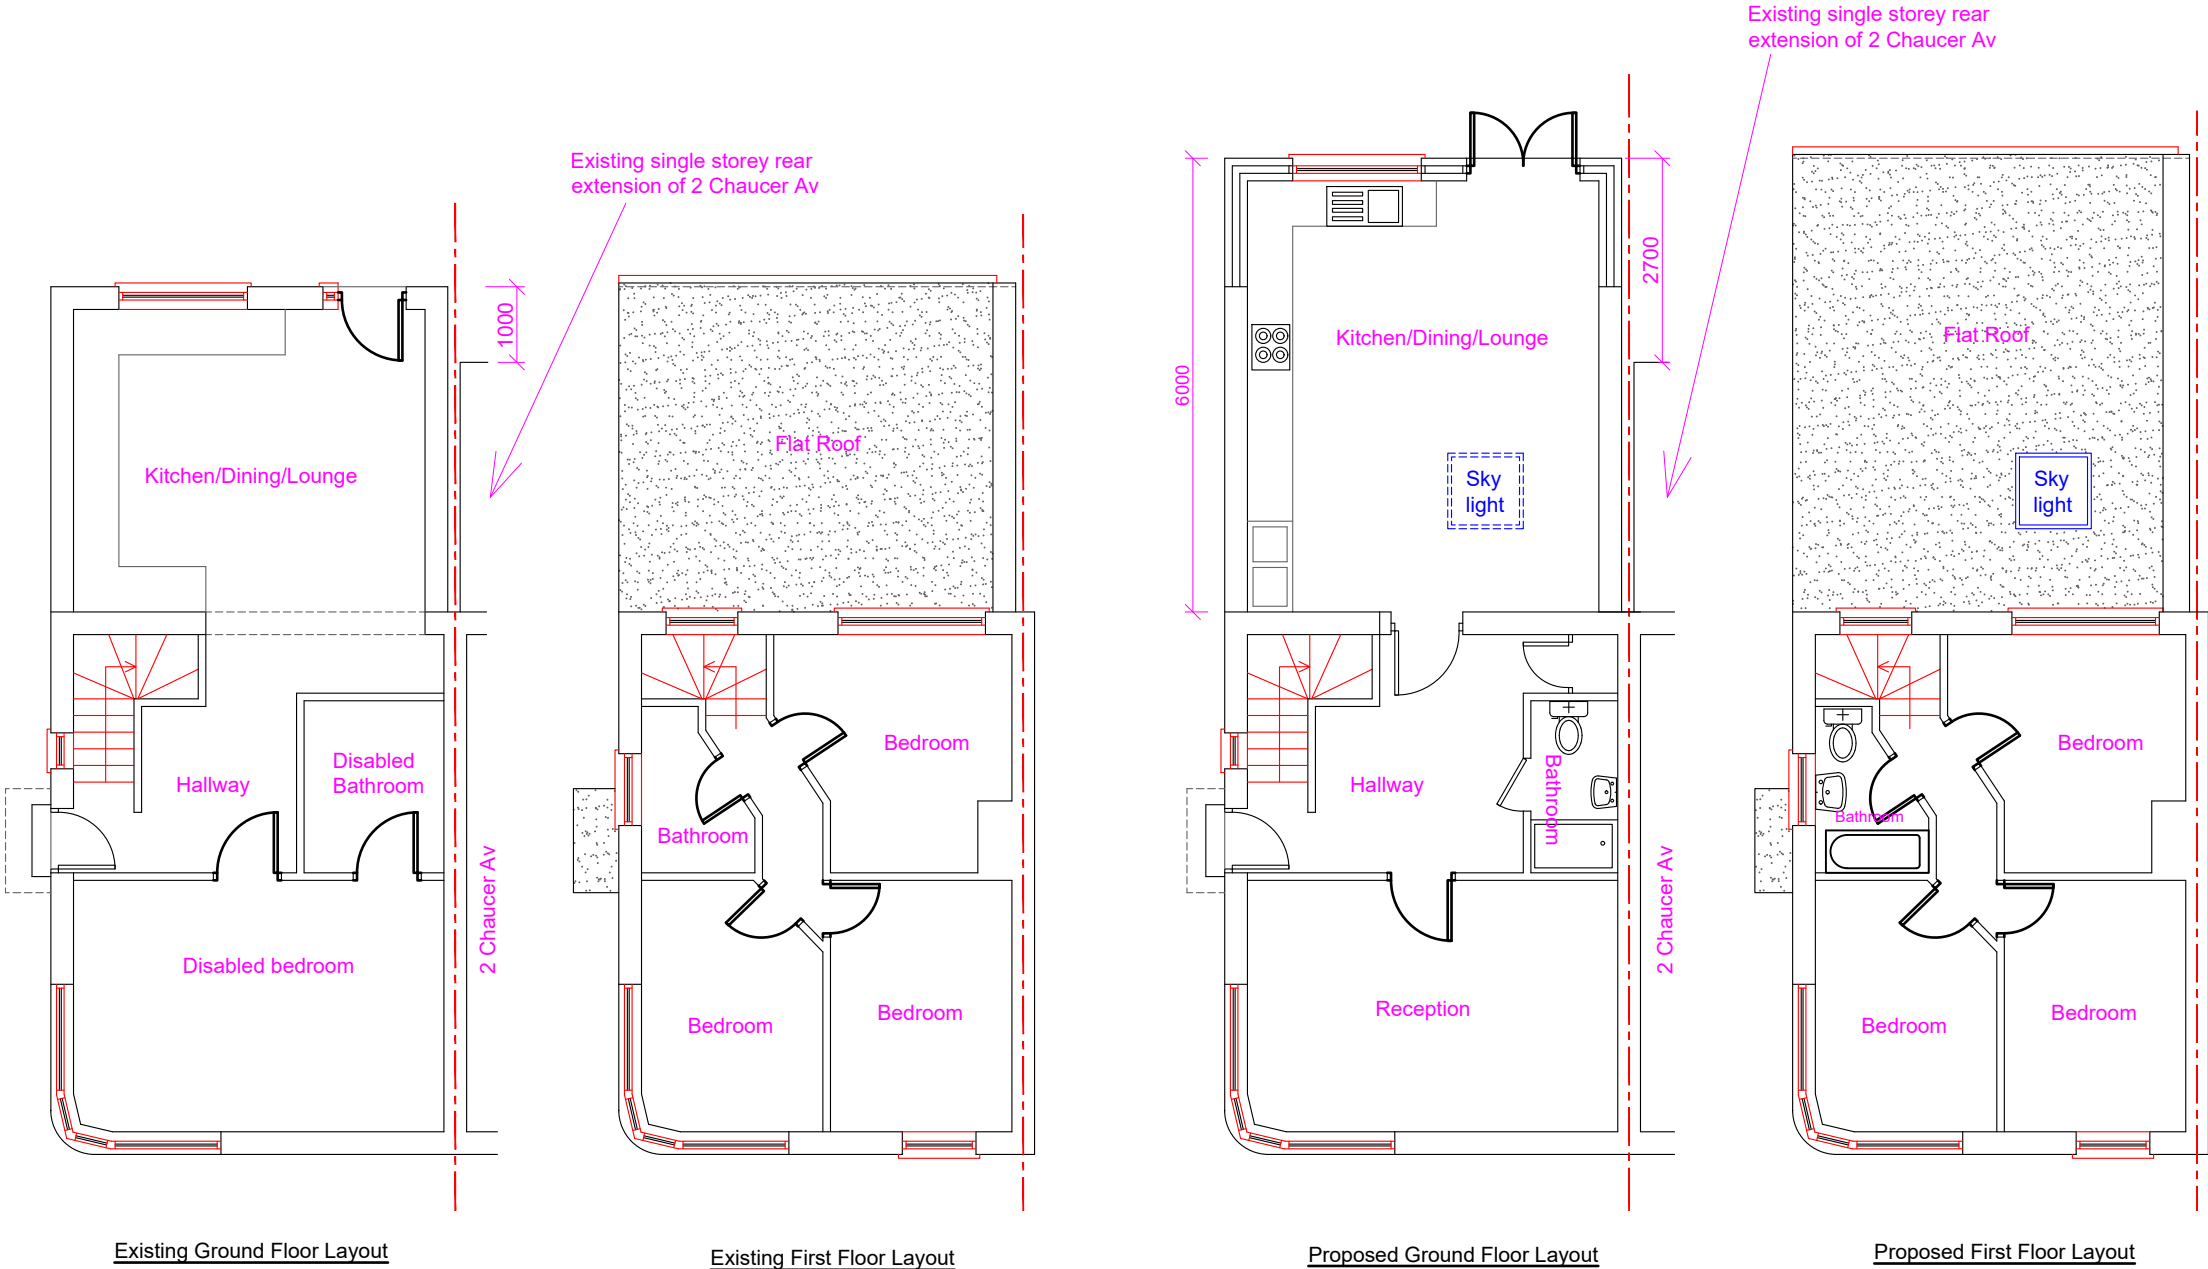 Existing single storey rear
extension of 2 Chaucer Av
1000
Kitchen/Dining/Lounge
Hallway
Disabled
Bathroom
Disabled bedroom
2 Chaucer Av
Existing Ground Floor Layout
Flat Roof
Bedroom
Bathroom
Bedroom
Bedroom
Existing First Floor Layout
Existing single storey rear
extension of 2 Chaucer Av
6000
2700
Kitchen/Dining/Lounge
Sky
light
Hallway
Bathroom
Reception
2 Chaucer Av
Proposed Ground Floor Layout
Flat Roof
Sky
light
Bedroom
Bathroom
Bedroom
Bedroom
Proposed First Floor Layout